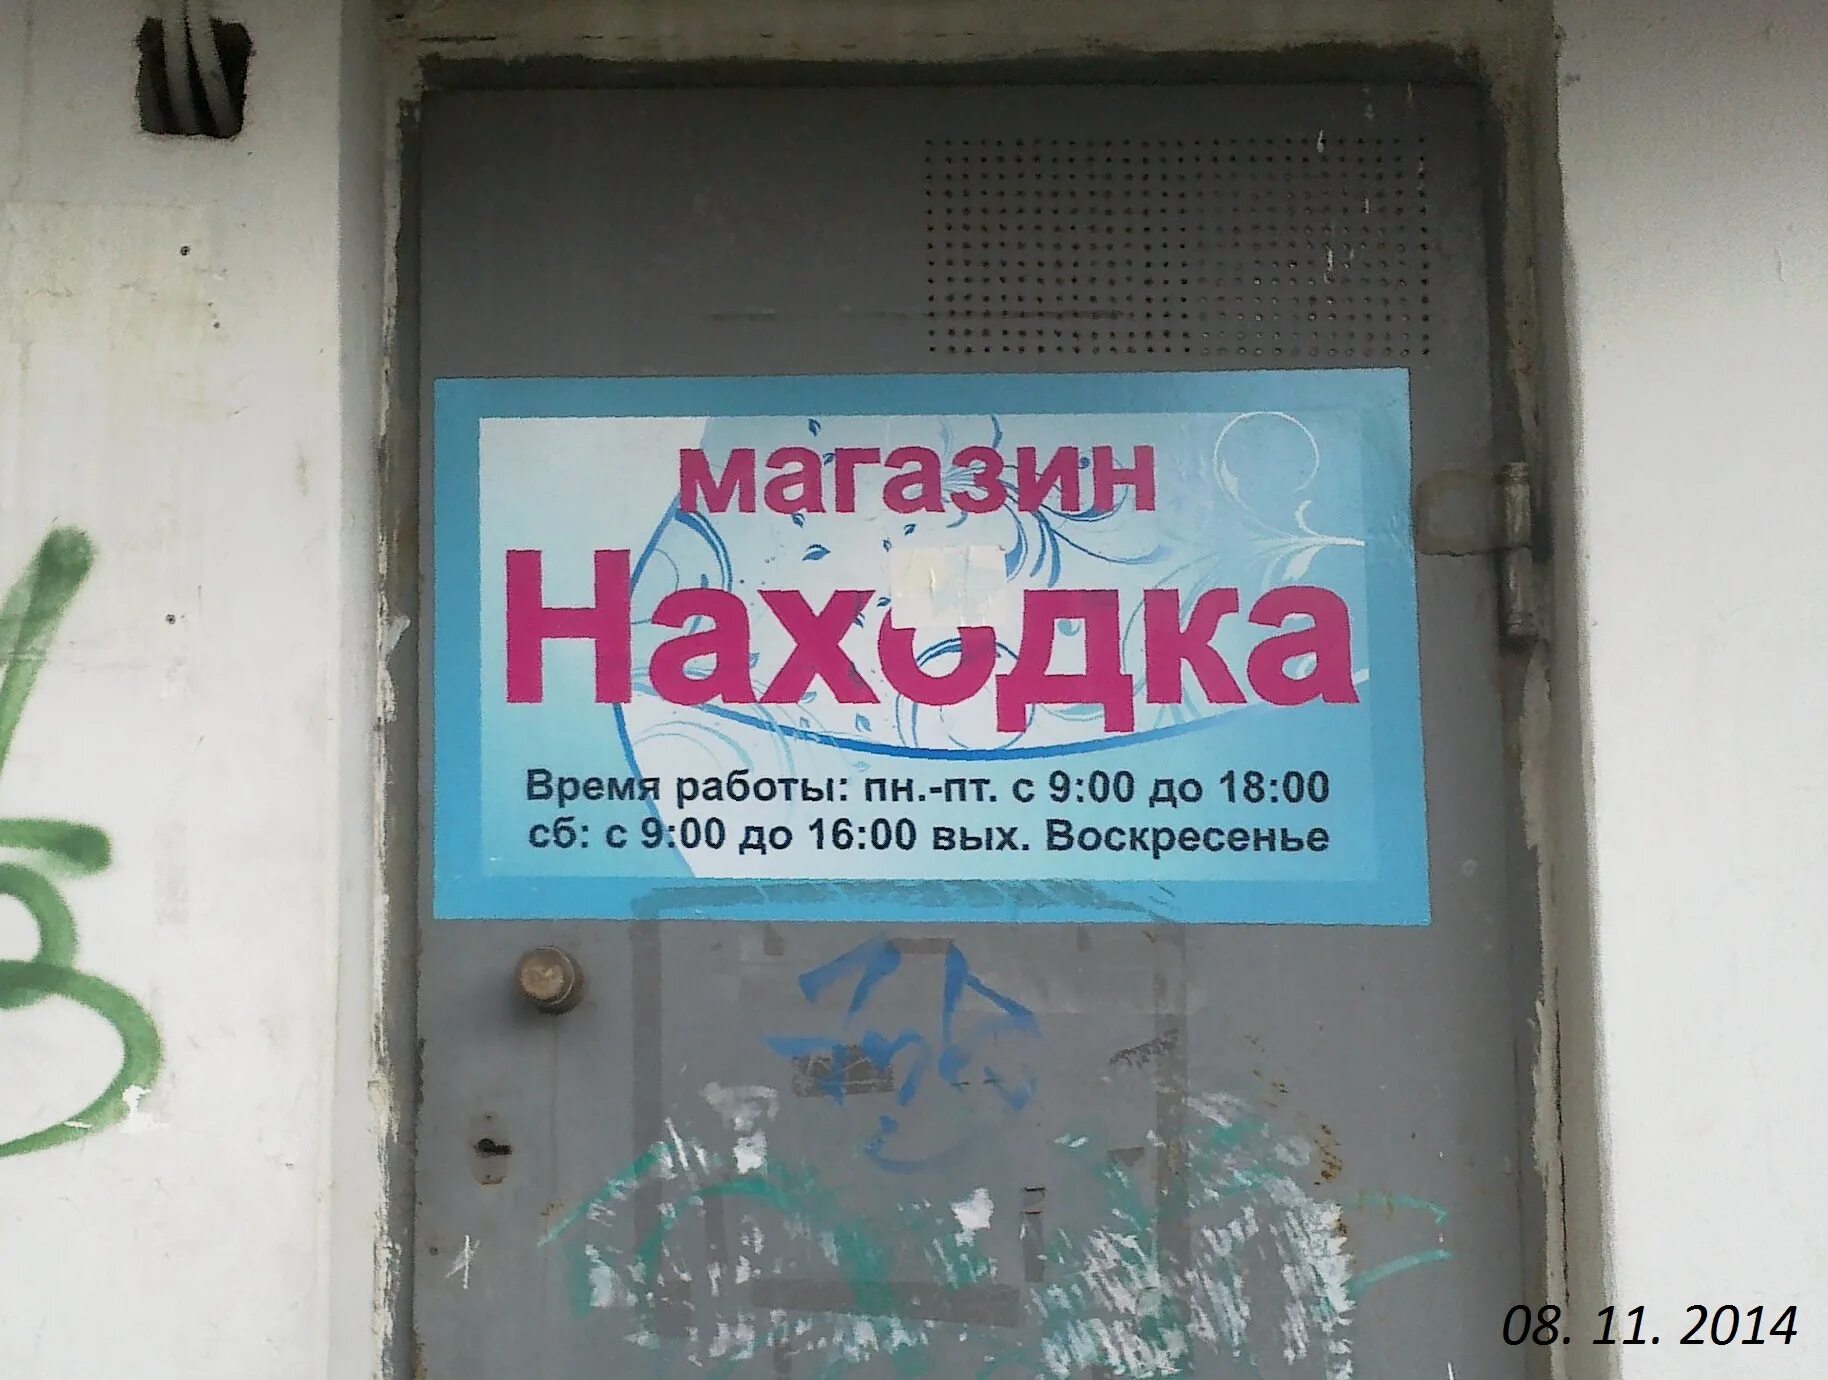 магазин
Находка
Время работы: пн.-пт. с 9:00 до 18:00
сб: с 9:00 до 16:00 вых. Воскресенье
08. 11. 2014